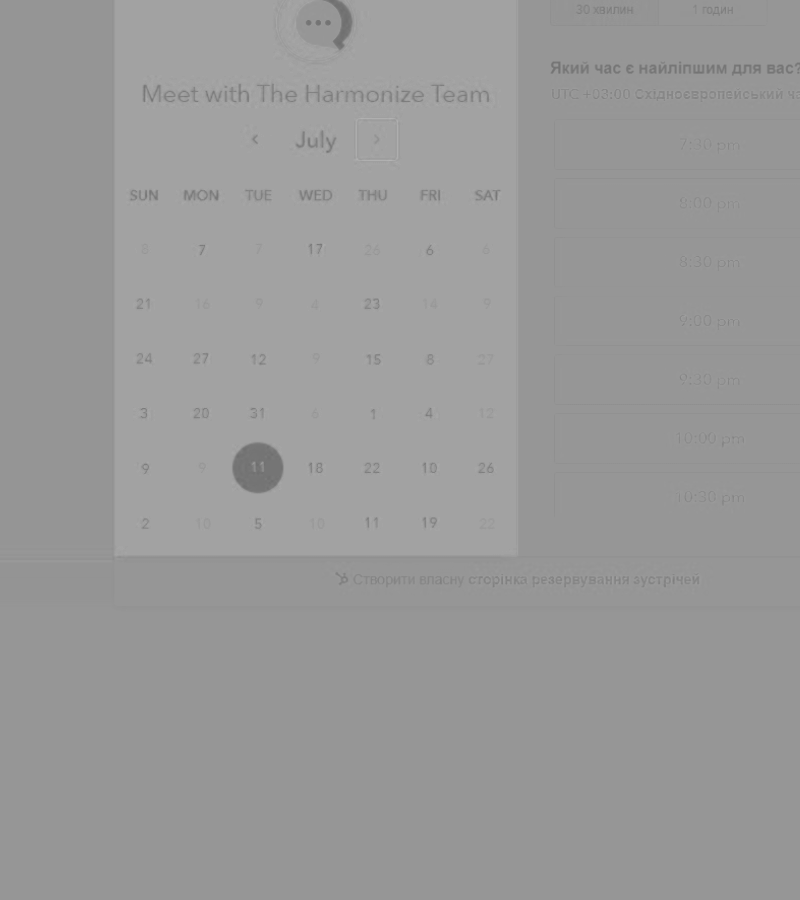 30 хвилин 1 годин
Meet with The Harmonize Team
Який час є найліпшим для вас?
UTC +03:00 Східноєвропейський ча
July
7:30 pm
SUN MON TUE WED THU FRI SAT
8:00 pm
8 7 7 17 26 6 6
8:30 pm
21 16 9 4 23 14 9
9:00 pm
24 27 12 9 15 8 27
9:30 pm
3 20 31 6 1 4 12
10:00 pm
9 9 11 18 22 10 26
10:30 pm
2 10 5 10 11 19 22
Створити власну сторінка резервування зустрічей